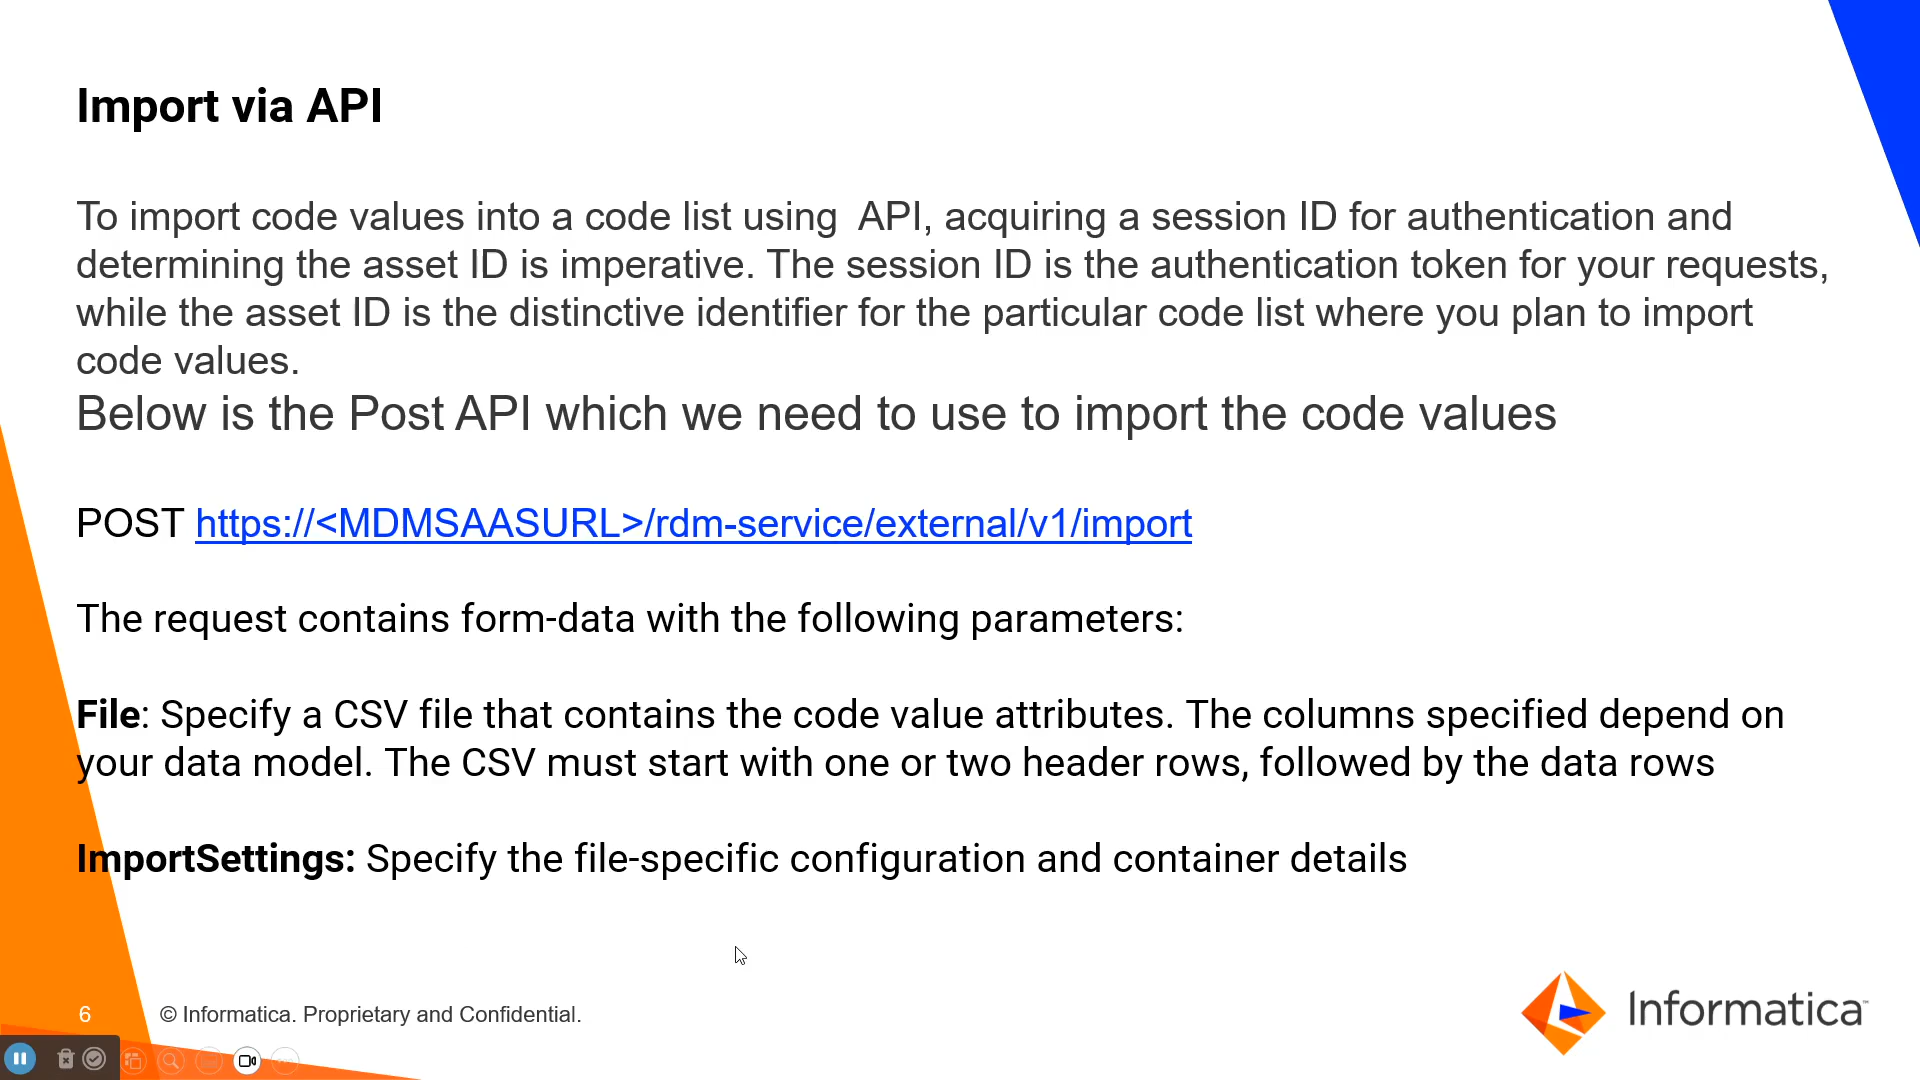 Import via API
To import code values into a code list using  API, acquiring a session ID for authentication and
determining the asset ID is imperative. The session ID is the authentication token for your requests,
while the asset ID is the distinctive identifier for the particular code list where you plan to import
code values.
Below is the Post API which we need to use to import the code values
POST https://<MDMSAASURL>/rdm-service/external/v1/import
The request contains form-data with the following parameters:
File: Specify a CSV file that contains the code value attributes. The columns specified depend on
your data model. The CSV must start with one or two header rows, followed by the data rows
ImportSettings: Specify the file-specific configuration and container details
6
© Informatica. Proprietary and Confidential.
Informatica™